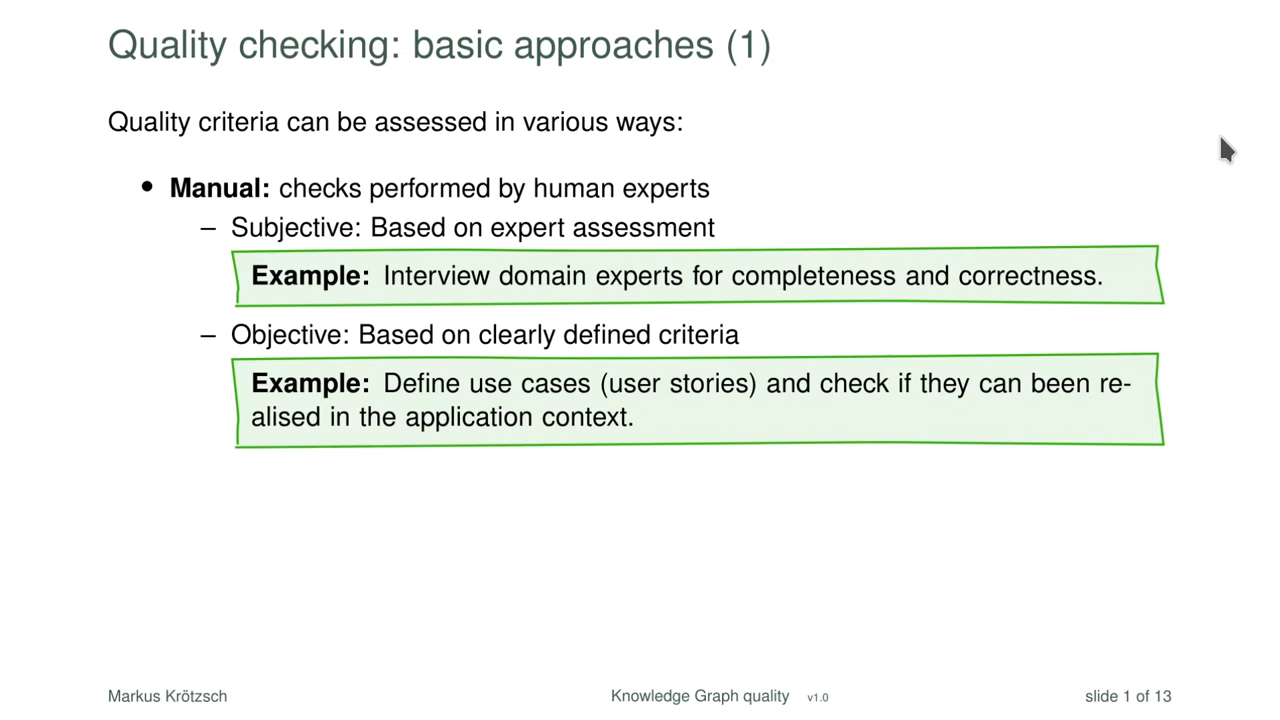 Quality checking: basic approaches (1)
Quality criteria can be assessed in various ways:
• Manual: checks performed by human experts
– Subjective: Based on expert assessment
Example: Interview domain experts for completeness and correctness.
– Objective: Based on clearly defined criteria
Example: Define use cases (user stories) and check if they can been re-
alised in the application context.
Markus Krötzsch Knowledge Graph quality v1.0 slide 1 of 13